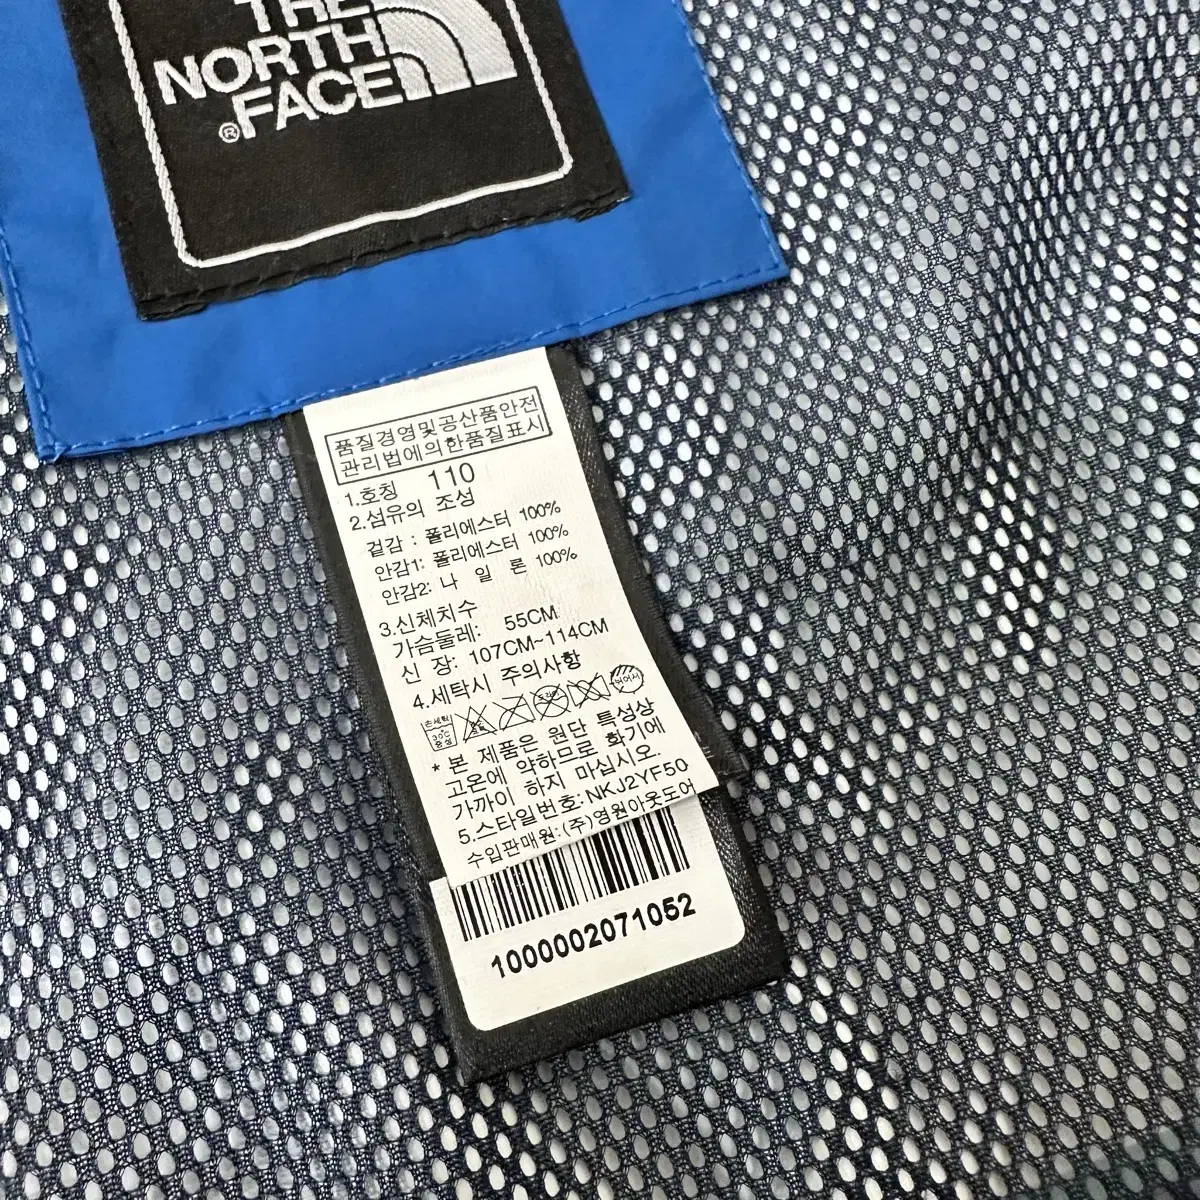 THE
NORTH
FACE
®
품질경영및공산품안전
관리법에의한품질표시
1.호칭 110
2.섬유의 조성
겉감 : 폴리에스터 100%
안감1: 폴리에스터 100%
안감2: 나 일 론 100%
3.신체치수
가슴둘레: 55CM
신 장: 107CM~114CM
4.세탁시 주의사항
손세탁
30℃
중성
* 본 제품은 원단 특성상
고온에 약하므로 화기에
가까이 하지 마십시오.
5.스타일번호:NKJ2YF50
수입판매원:(주)영원아웃도어
1000002071052